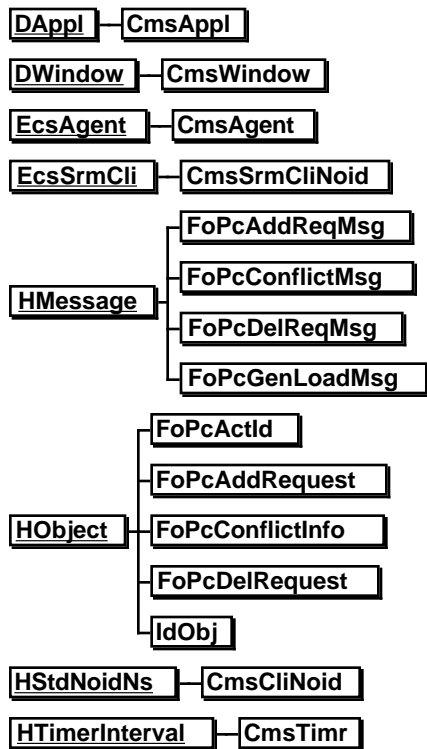 DAppl CmsAppl
DWindow CmsWindow
EcsAgent CmsAgent
EcsSrmCli CmsSrmCliNoid
FoPcAddReqMsg
FoPcConflictMsg
HMessage
FoPcDelReqMsg
FoPcGenLoadMsg
FoPcActId
FoPcAddRequest
HObject FoPcConflictInfo
FoPcDelRequest
IdObj
HStdNoidNs CmsCliNoid
HTimerInterval CmsTimr